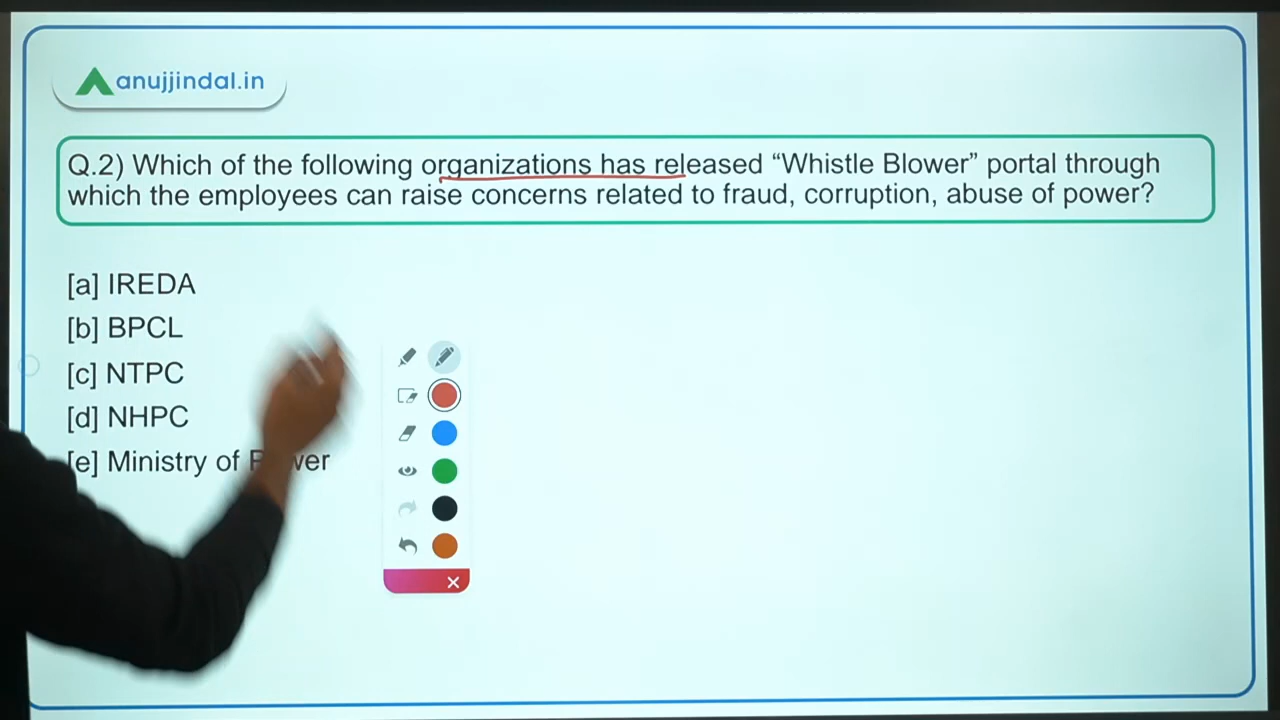 anujjindal.in
Q.2) Which of the following organizations has released “Whistle Blower” portal through
which the employees can raise concerns related to fraud, corruption, abuse of power?
[a] IREDA
[b] BPCL
[c] NTPC
[d] NHPC
[e] Ministry of Power